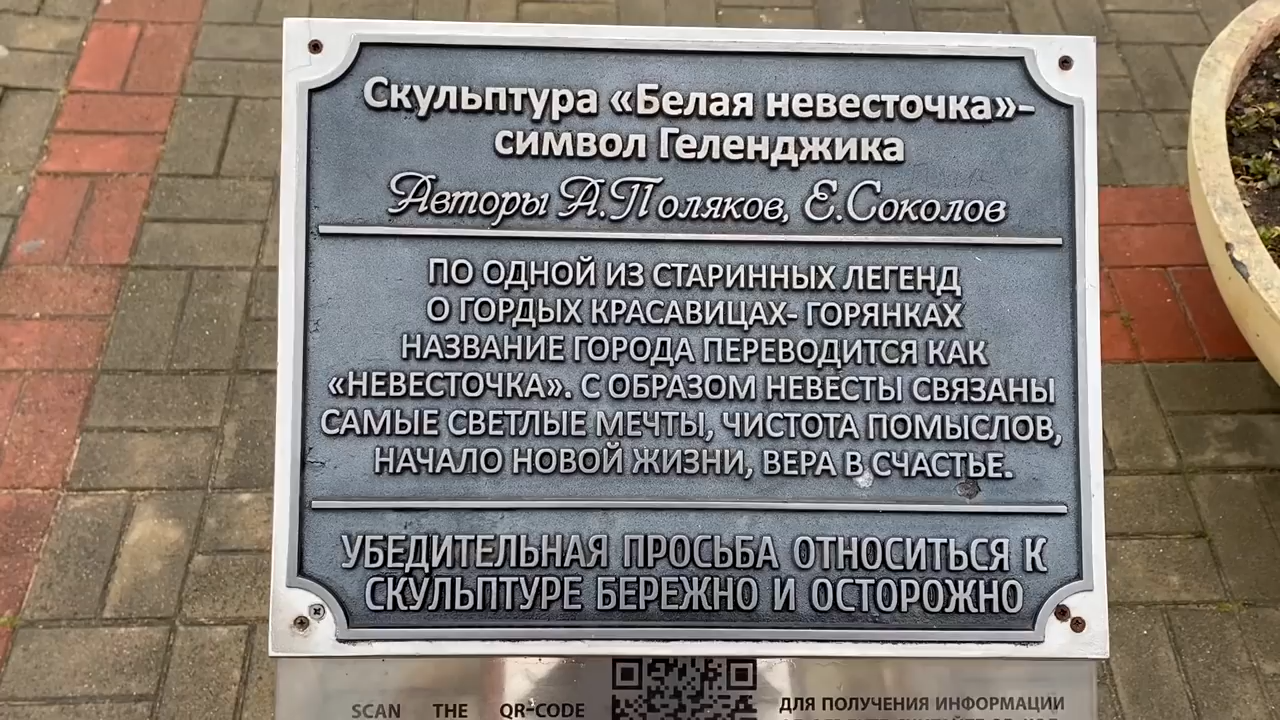 Скульптура «Белая невесточка»-
символ Геленджика
Авторы А.Поляков, Е.Соколов
ПО ОДНОЙ ИЗ СТАРИННЫХ ЛЕГЕНД
О ГОРДЫХ КРАСАВИЦАХ- ГОРЯНКАХ
НАЗВАНИЕ ГОРОДА ПЕРЕВОДИТСЯ КАК
«НЕВЕСТОЧКА». С ОБРАЗОМ НЕВЕСТЫ СВЯЗАНЫ
САМЫЕ СВЕТЛЫЕ МЕЧТЫ, ЧИСТОТА ПОМЫСЛОВ,
НАЧАЛО НОВОЙ ЖИЗНИ, ВЕРА В СЧАСТЬЕ.
УБЕДИТЕЛЬНАЯ ПРОСЬБА ОТНОСИТЬСЯ К
СКУЛЬПТУРЕ БЕРЕЖНО И ОСТОРОЖНО
SCAN THE QR-CODE
ДЛЯ ПОЛУЧЕНИЯ ИНФОРМАЦИИ